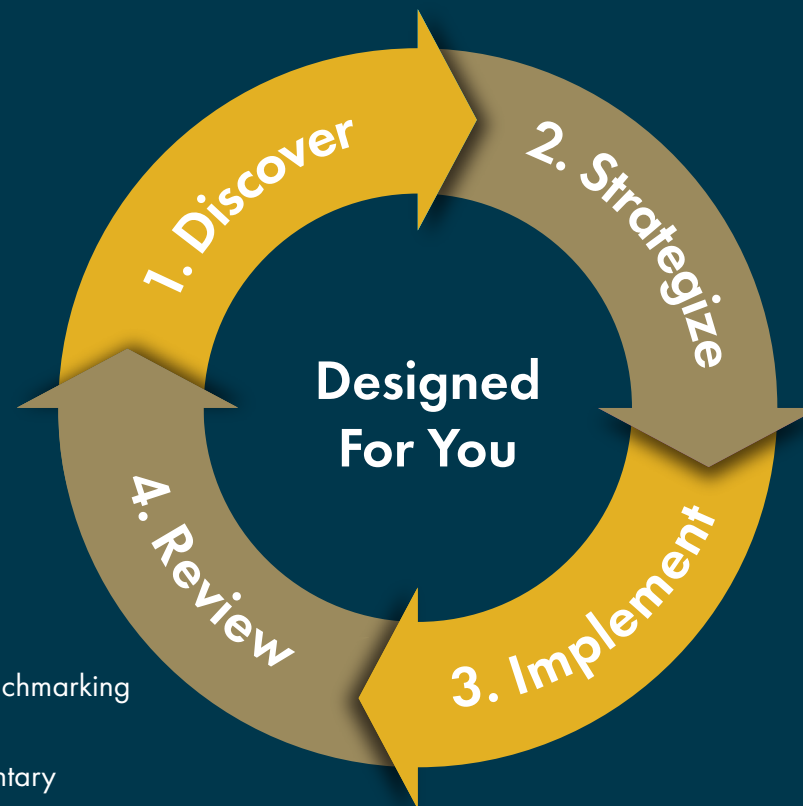 1. Discover
2. Strategize
3. Implement
4. Review
Designed
For You
chmarking
ntary